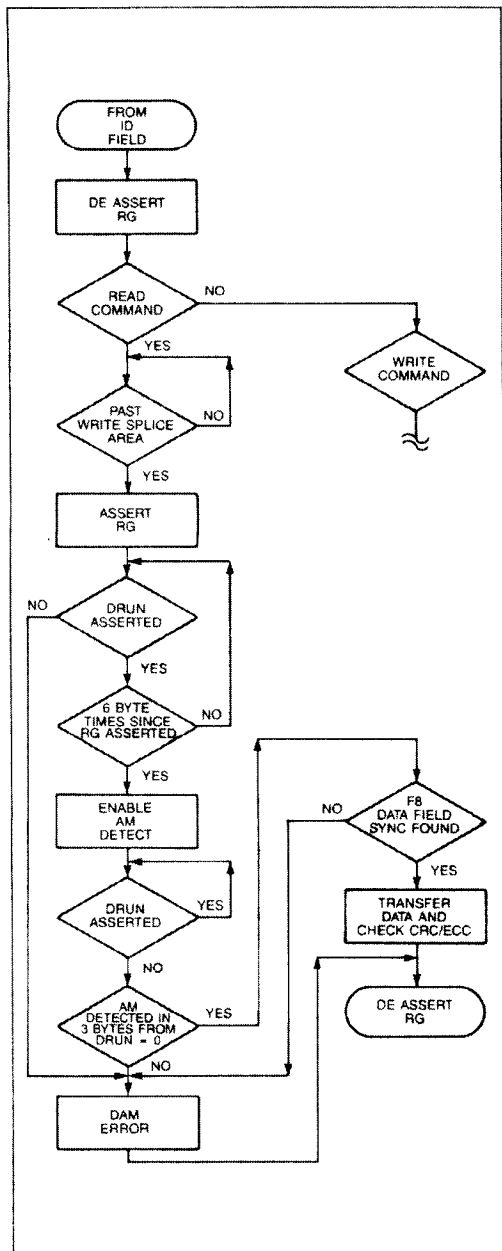 FROM
ID
FIELD
DE ASSERT
RG
READ
COMMAND
NO
YES
WRITE
COMMAND
PAST
WRITE SPLICE
AREA
NO
YES
ASSERT
RG
NO
DRUN
ASSERTED
YES
6 BYTE
TIMES SINCE
RG ASSERTED
NO
YES
ENABLE
AM
DETECT
DRUN
ASSERTED
YES
NO
AM
DETECTED IN
3 BYTES FROM
DRUN = 0
YES
NO
F8
DATA FIELD
SYNC FOUND
NO
YES
TRANSFER
DATA AND
CHECK CRC/ECC
DE ASSERT
RG
DAM
ERROR